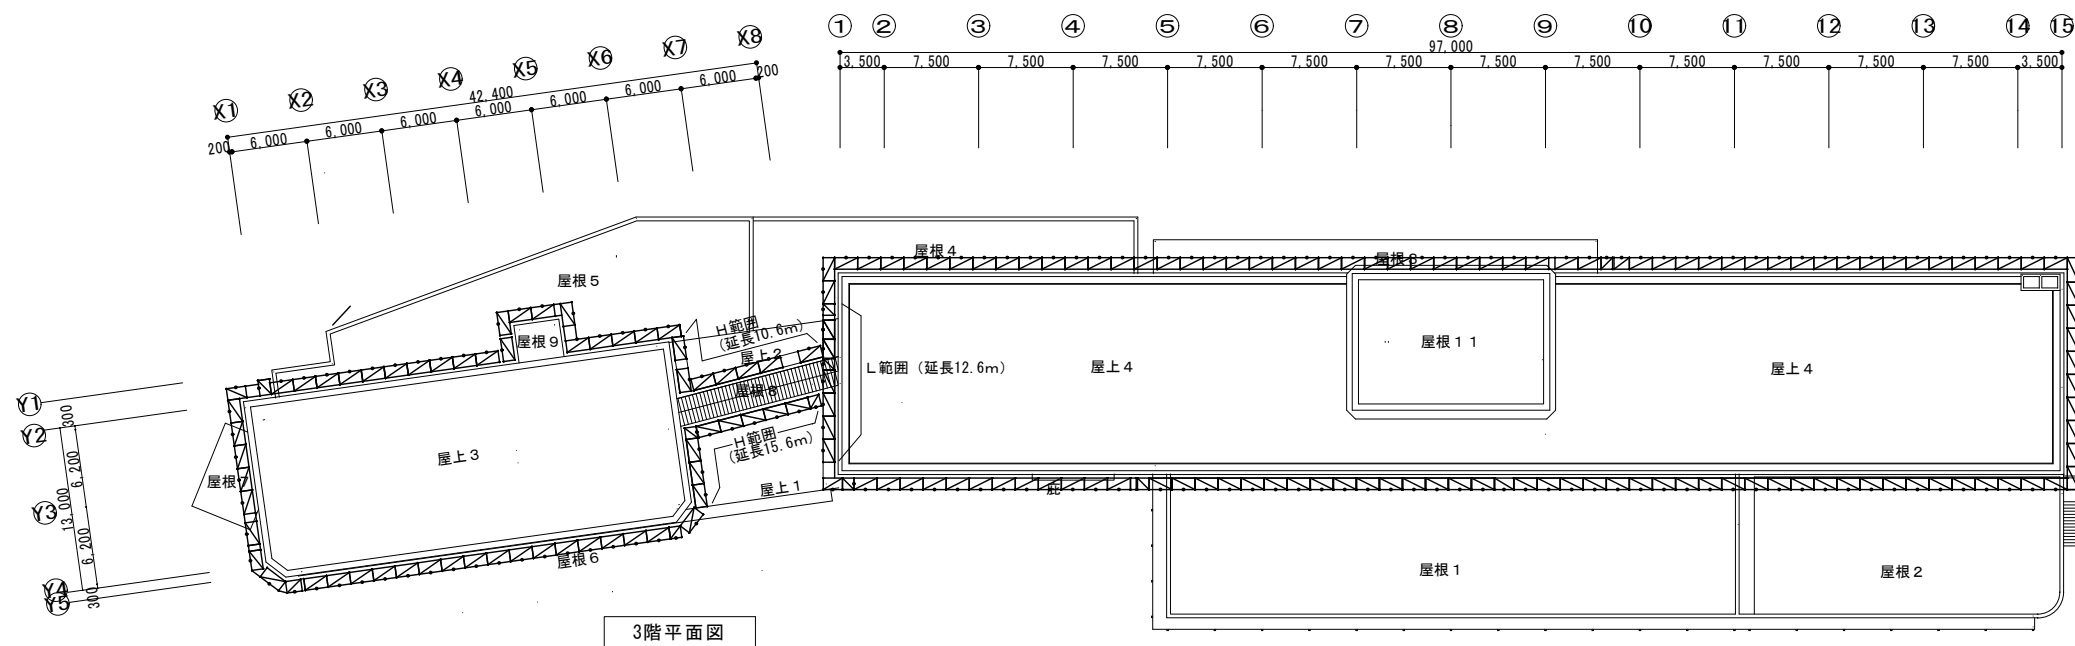 ① ② ③ ④ ⑤ ⑥ ⑦ ⑧ ⑨ ⑩ ⑪ ⑫ ⑬ ⑭ ⑮
97,000
3,500 7,500 7,500 7,500 7,500 7,500 7,500 7,500 7,500 7,500 7,500 7,500 7,500 3,500
X1 X2 X3 X4 X5 X6 X7 X8
42,400
200 6,000 6,000 6,000 6,000 6,000 6,000 6,000 200
屋根4
屋根5
屋根9
H範囲
(延長10.6m)
屋上2
屋根11
L範囲(延長12.6m)
屋上4
屋上4
Y1
300
Y2
6,200
13,000
Y3
6,200
Y4
300
Y5
屋上3
H範囲
(延長15.6m)
屋根7
屋上1
庇
屋根6
屋根1
屋根2
3階平面図